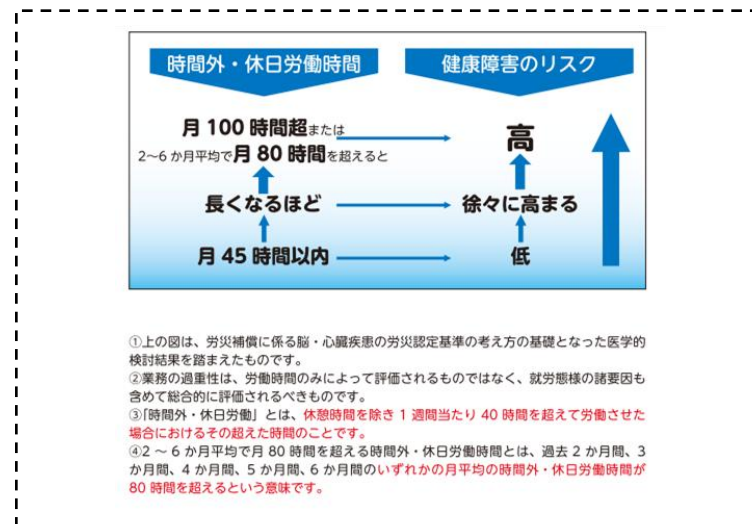 時間外・休日労働時間
健康障害のリスク
月100時間超または
2～6か月平均で月80時間を超えると
高
長くなるほど
徐々に高まる
月45時間以内
低
①上の図は、労災補償に係る脳・心臓疾患の労災認定基準の考え方の基礎となった医学的
検討結果を踏まえたものです。
②業務の過重性は、労働時間のみによって評価されるものではなく、就労態様の諸要因も
含めて総合的に評価されるべきものです。
③「時間外・休日労働」とは、休憩時間を除き1週間当たり40時間を超えて労働させた
場合におけるその超えた時間のことです。
④2～6か月平均で月80時間を超える時間外・休日労働時間とは、過去2か月間、3
か月間、4か月間、5か月間、6か月間のいずれかの月平均の時間外・休日労働時間が
80時間を超えるという意味です。